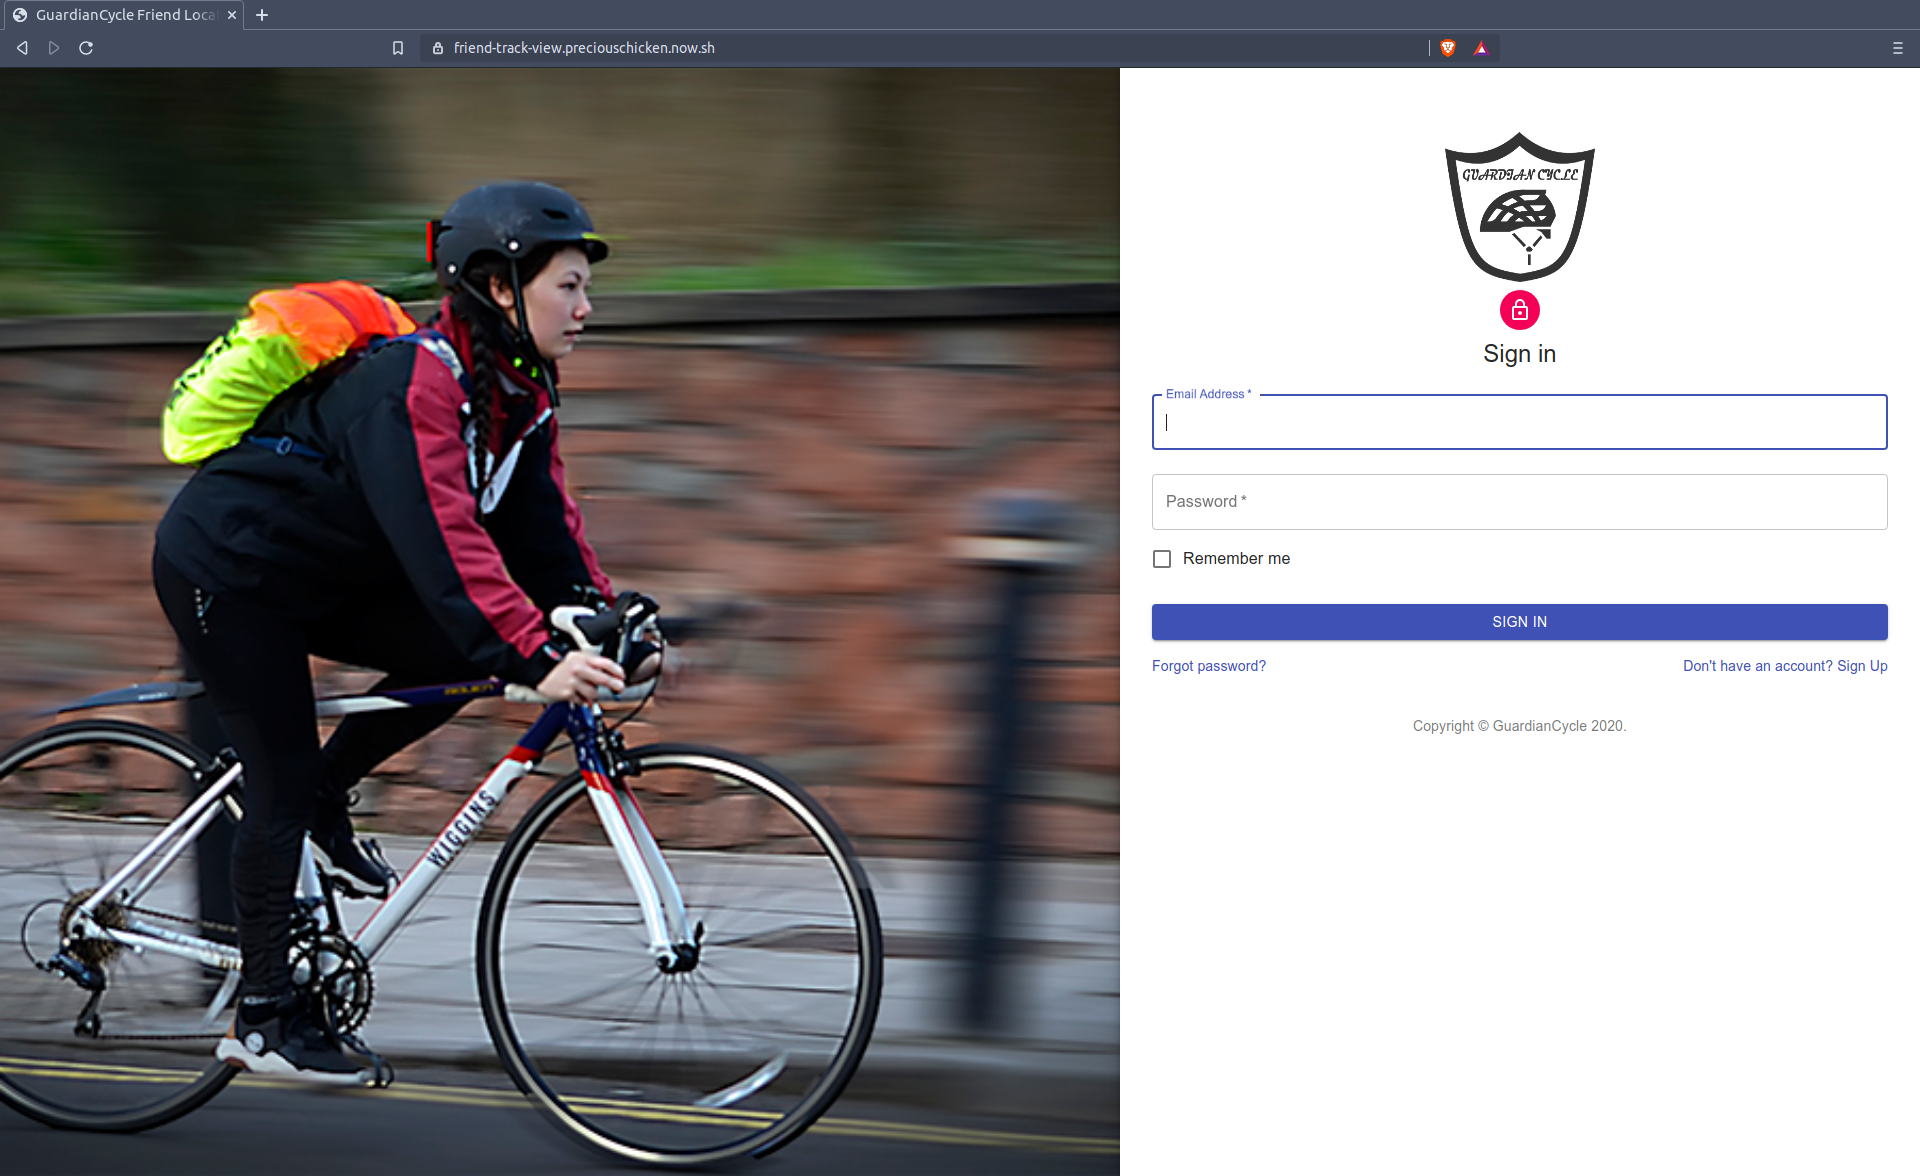 GuardianCycle Friend Loca
friend-track-view.preciouschicken.now.sh
GUARDIAN CYCLE
Sign in
Email Address *
Password *
Remember me
SIGN IN
Forgot password?
Don't have an account? Sign Up
Copyright © GuardianCycle 2020.
WIGGINS